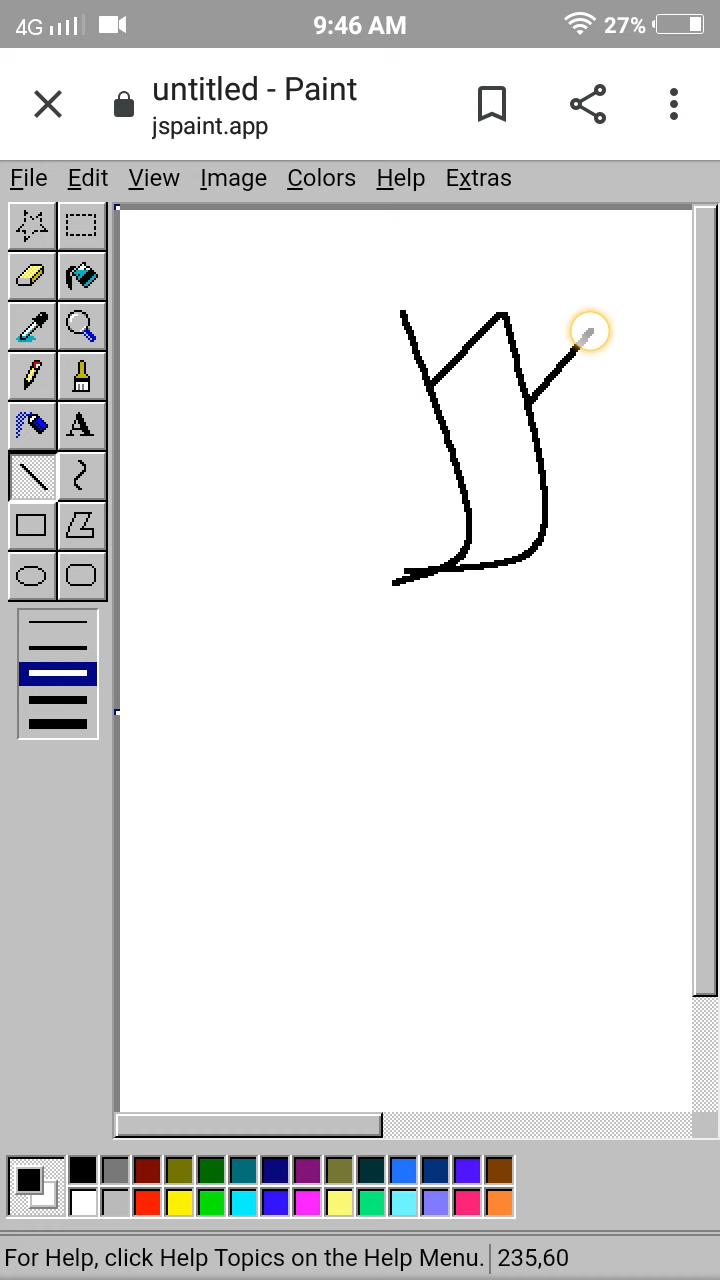 4G 9:46 AM 27%
untitled - Paint
jspaint.app
File Edit View Image Colors Help Extras
A
For Help, click Help Topics on the Help Menu. 235,60